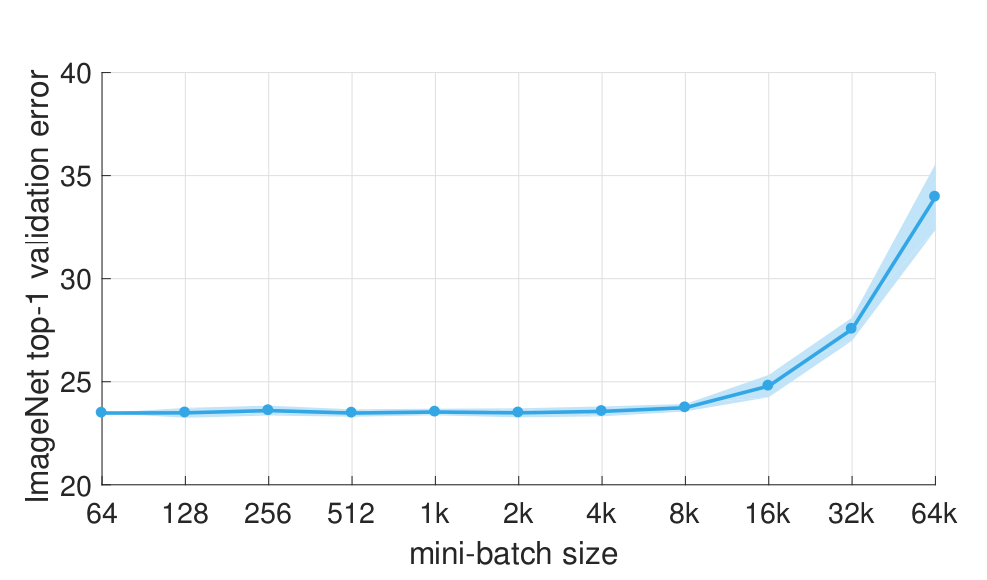 ImageNet top-1 validation error
40
35
30
25
20
64 128 256 512 1k 2k 4k 8k 16k 32k 64k
mini-batch size